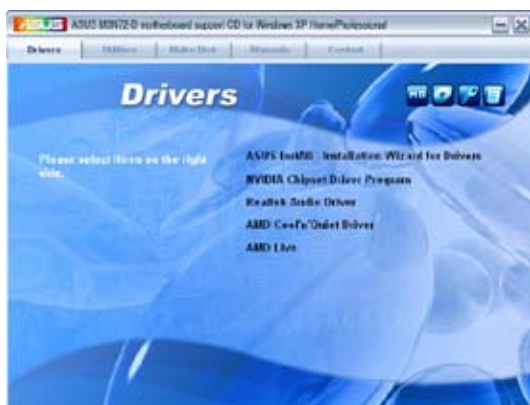 ASUS ASUS M3N72-D motherboard support CD for Windows XP Home/Professional
Drivers Utilities Make Disk Manuals Contact
Drivers
Please select items on the right side.
ASUS InstAll - Installation Wizard for Drivers
NVIDIA Chipset Driver Program
Realtek Audio Driver
AMD Cool'n'Quiet Driver
AMD Live